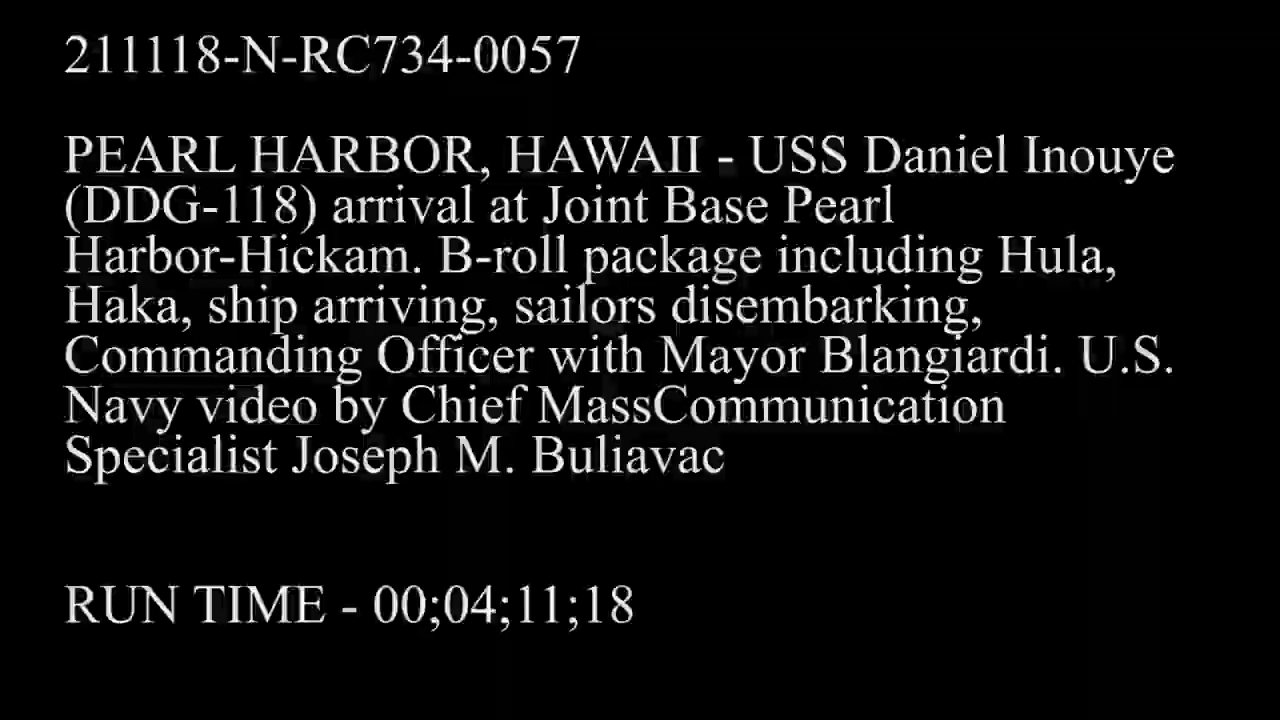 211118-N-RC734-0057
PEARL HARBOR, HAWAII - USS Daniel Inouye
(DDG-118) arrival at Joint Base Pearl
Harbor-Hickam. B-roll package including Hula,
Haka, ship arriving, sailors disembarking,
Commanding Officer with Mayor Blangiardi. U.S.
Navy video by Chief MassCommunication
Specialist Joseph M. Buliavac
RUN TIME - 00;04;11;18